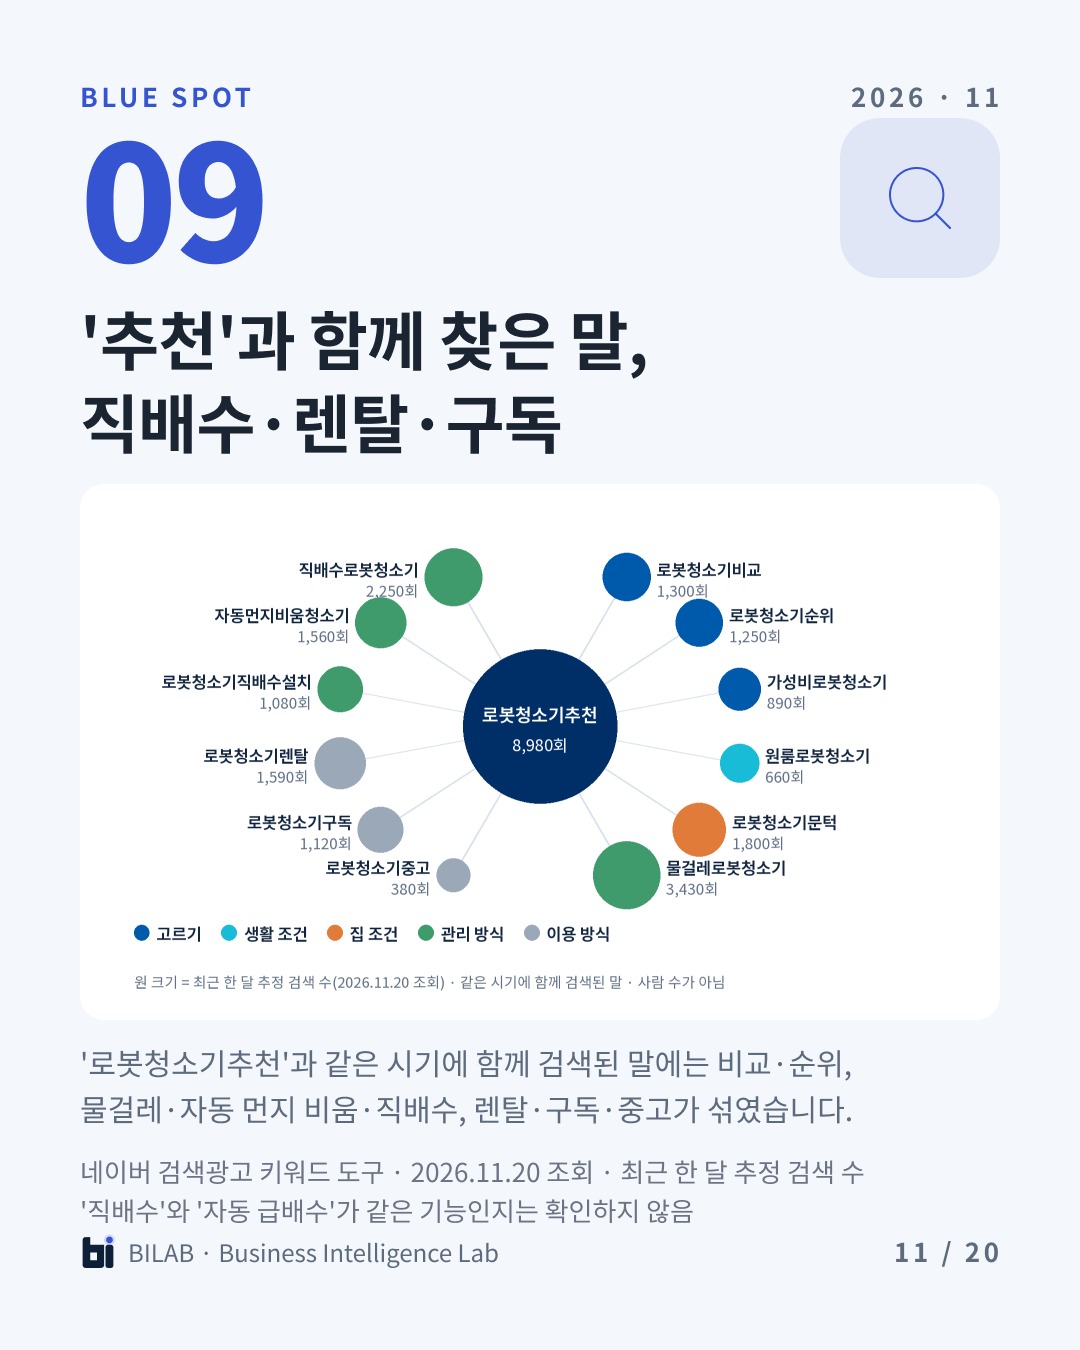 BLUE SPOT
2026 · 11
09
'추천'과 함께 찾은 말,
직배수·렌탈·구독
직배수로봇청소기
2,250회
자동먼지비움청소기
1,560회
로봇청소기직배수설치
1,080회
로봇청소기렌탈
1,590회
로봇청소기구독
1,120회
로봇청소기중고
380회
로봇청소기추천
8,980회
로봇청소기비교
1,300회
로봇청소기순위
1,250회
가성비로봇청소기
890회
원룸로봇청소기
660회
로봇청소기문턱
1,800회
물걸레로봇청소기
3,430회
고르기 생활 조건 집 조건 관리 방식 이용 방식
원 크기 = 최근 한 달 추정 검색 수(2026.11.20 조회) · 같은 시기에 함께 검색된 말 · 사람 수가 아님
'로봇청소기추천'과 같은 시기에 함께 검색된 말에는 비교·순위,
물걸레·자동 먼지 비움·직배수, 렌탈·구독·중고가 섞였습니다.
네이버 검색광고 키워드 도구 · 2026.11.20 조회 · 최근 한 달 추정 검색 수
'직배수'와 '자동 급배수'가 같은 기능인지는 확인하지 않음
bi BILAB · Business Intelligence Lab
11 / 20